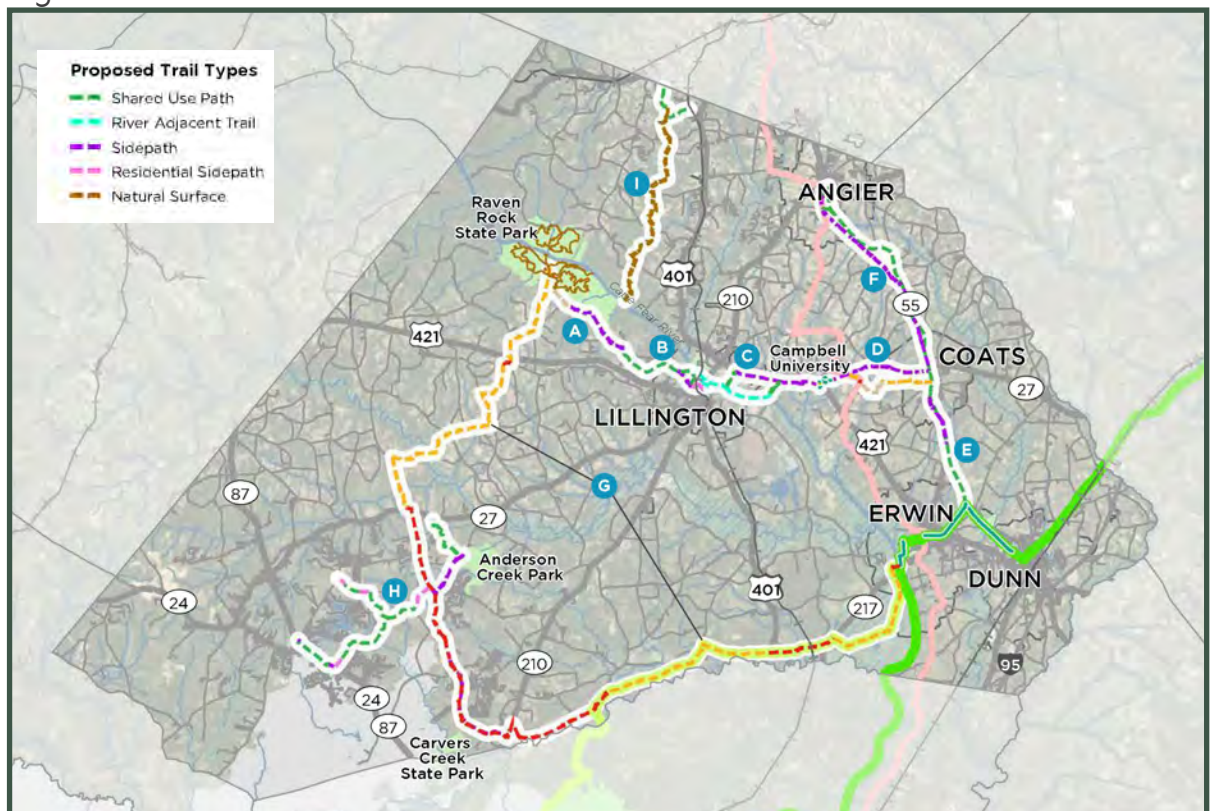 Proposed Trail Types
Shared Use Path
River Adjacent Trail
Sidepath
Residential Sidepath
Natural Surface
I
Raven
Rock
State Park
ANGIER
401
F
210
55
421
A
B
C
Campbell
University
D
COATS
27
LILLINGTON
421
E
G
87
ERWIN
27
DUNN
Anderson
Creek Park
H
24
401
217
210
95
24
87
Carvers
Creek
State Park